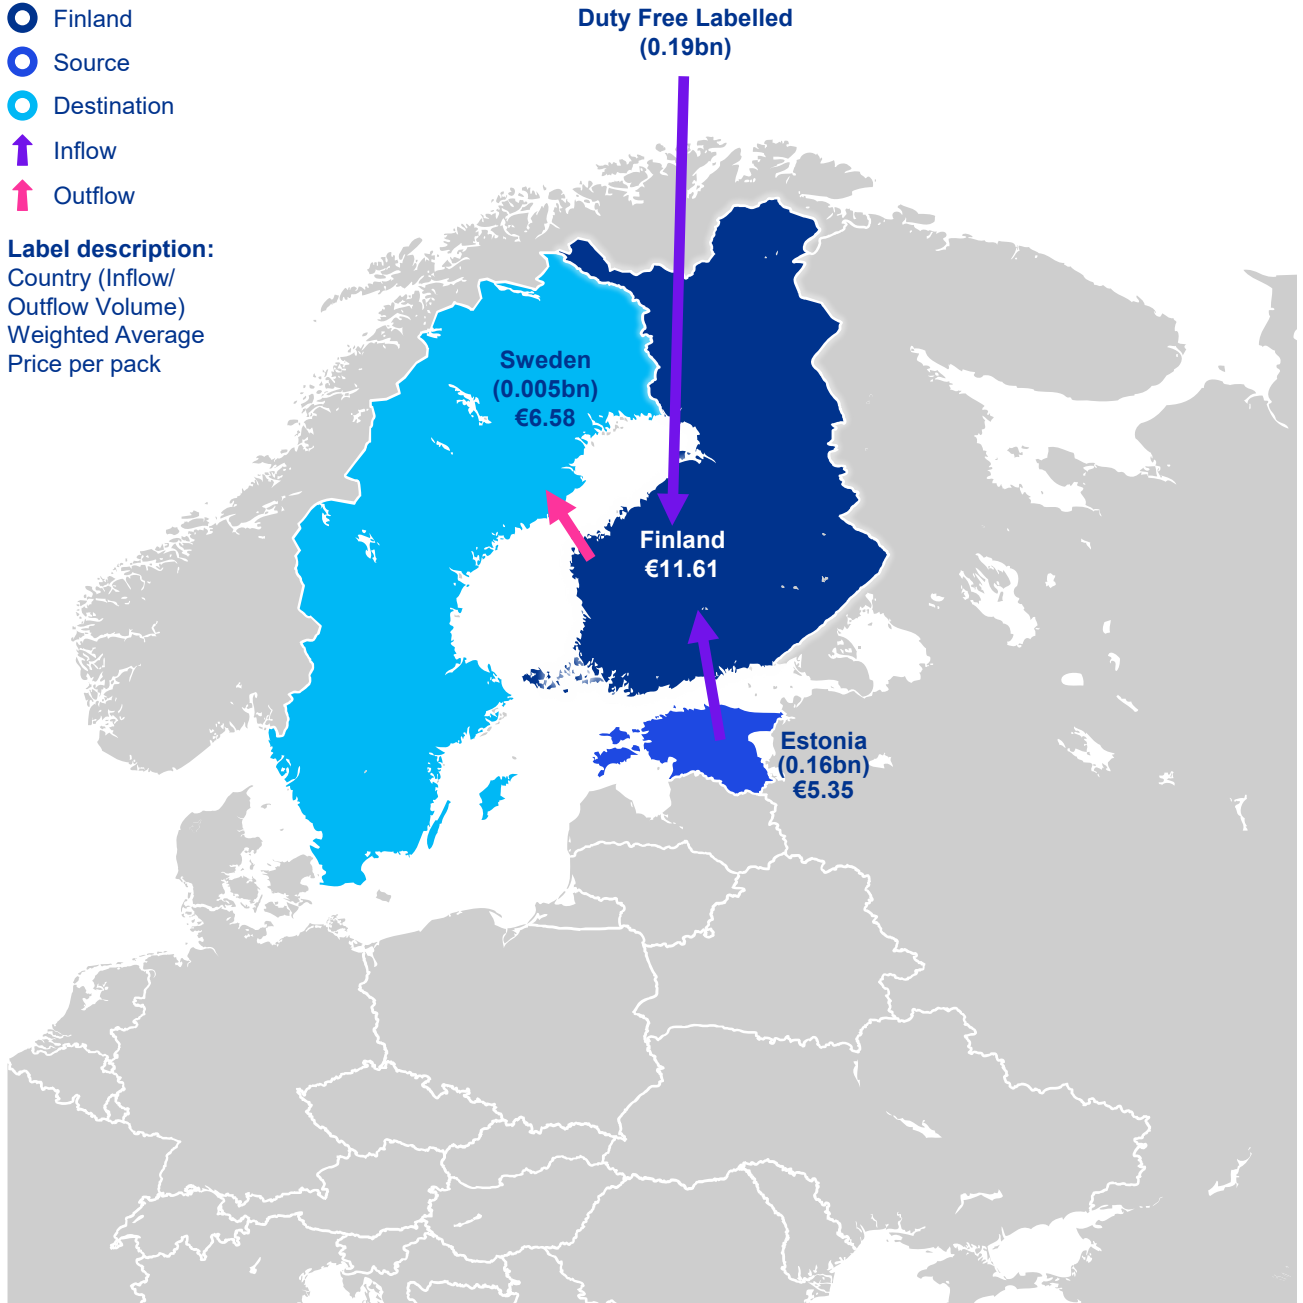 Finland
Source
Destination
Inflow
Outflow
Label description:
Country (Inflow/
Outflow Volume)
Weighted Average
Price per pack
Duty Free Labelled
(0.19bn)
Sweden
(0.005bn)
€6.58
Finland
€11.61
Estonia
(0.16bn)
€5.35